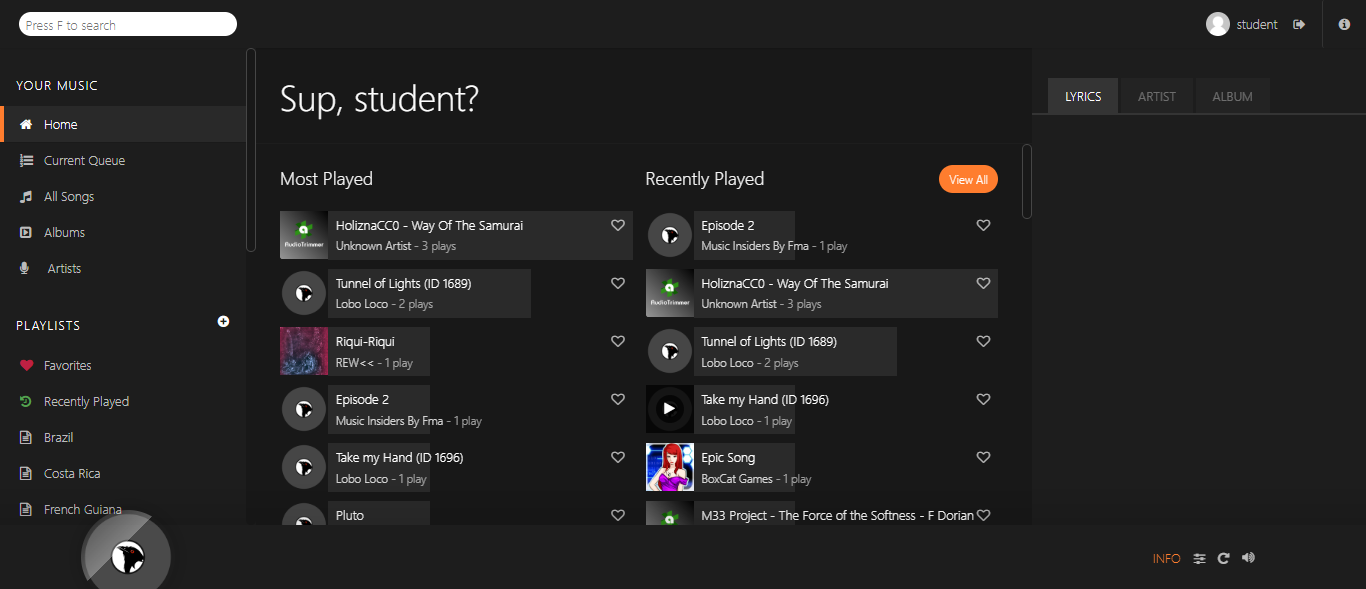 Press F to search
student
YOUR MUSIC
Home
Current Queue
All Songs
Albums
Artists
PLAYLISTS
Favorites
Recently Played
Brazil
Costa Rica
French Guiana
Sup, student?
Most Played
HoliznaCC0 - Way Of The Samurai
Unknown Artist - 3 plays
Tunnel of Lights (ID 1689)
Lobo Loco - 2 plays
Riqui-Riqui
REW<< - 1 play
Episode 2
Music Insiders By Fma - 1 play
Take my Hand (ID 1696)
Lobo Loco - 1 play
Pluto
Recently Played
View All
Episode 2
Music Insiders By Fma - 1 play
HoliznaCC0 - Way Of The Samurai
Unknown Artist - 3 plays
Tunnel of Lights (ID 1689)
Lobo Loco - 2 plays
Take my Hand (ID 1696)
Lobo Loco - 1 play
Epic Song
BoxCat Games - 1 play
M33 Project - The Force of the Softness - F Dorian
AudioTrimmer
AudioTrimmer
LYRICS
ARTIST
ALBUM
INFO